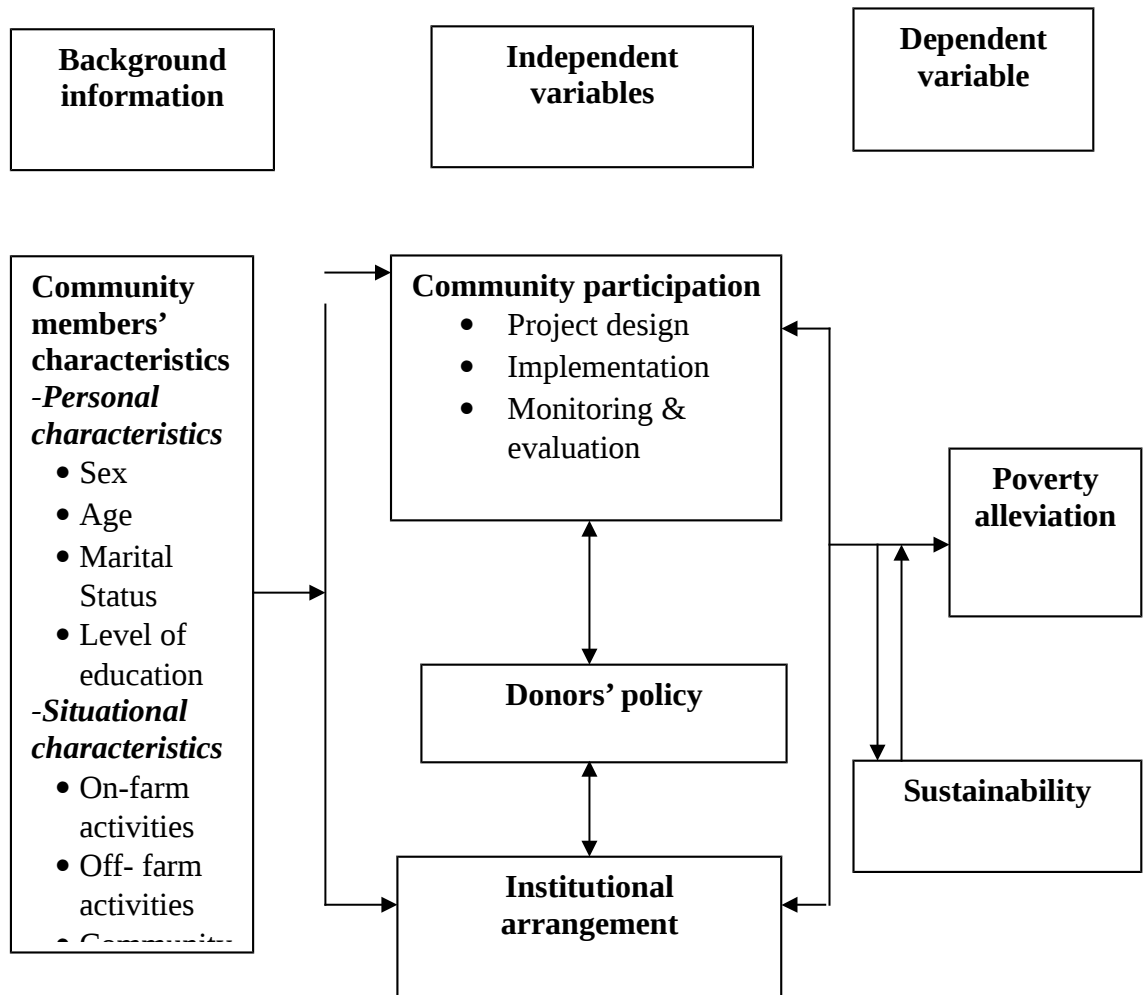 Background
information
Independent
variables
Dependent
variable
Community
members’
characteristics
-Personal
characteristics
• Sex
• Age
• Marital
Status
• Level of
education
-Situational
characteristics
• On-farm
activities
• Off- farm
activities
• Community
Community participation
• Project design
• Implementation
• Monitoring &
evaluation
Donors’ policy
Institutional
arrangement
Poverty
alleviation
Sustainability